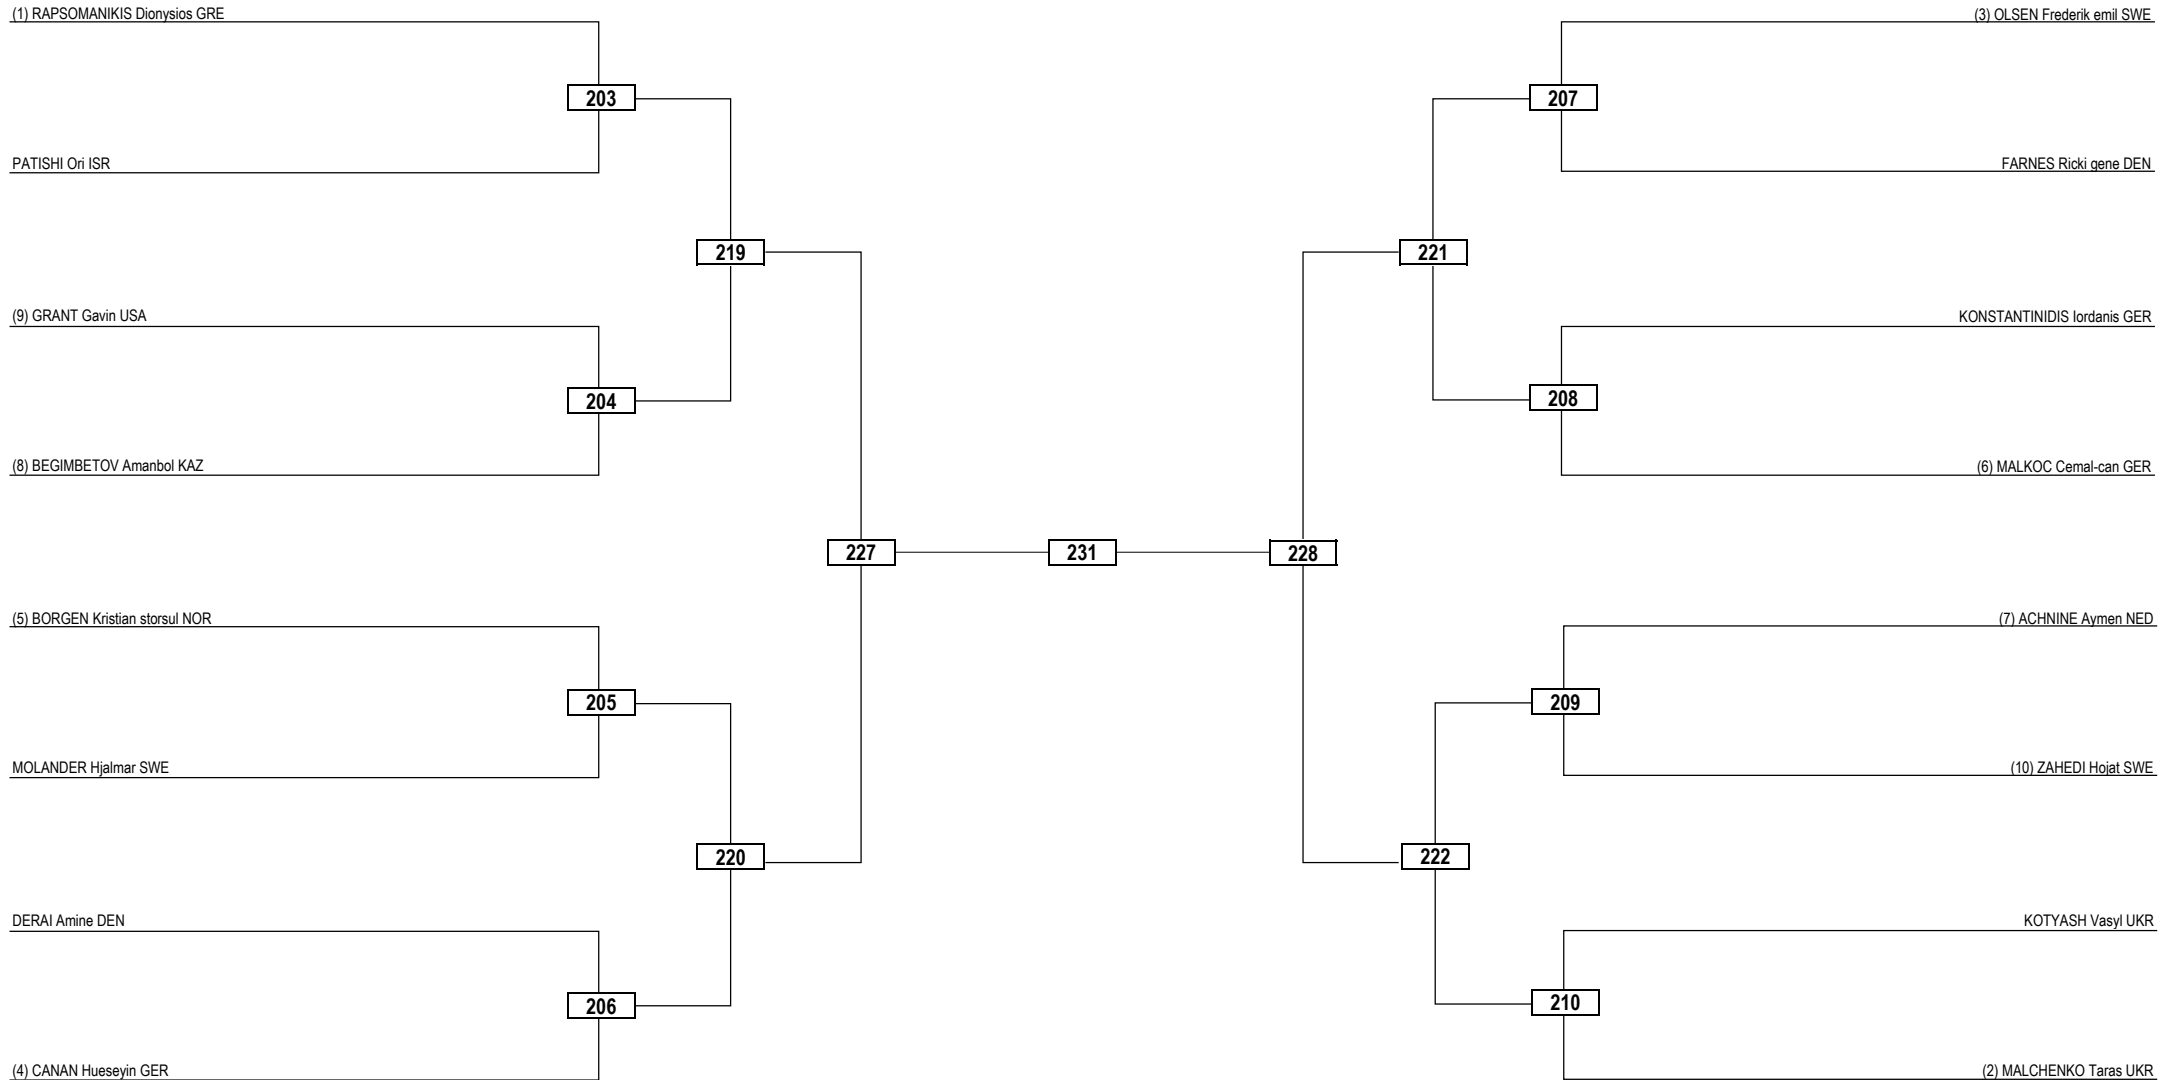 (1) RAPSOMANIKIS Dionysios GRE
(3) OLSEN Frederik emil SWE
203
207
PATISHI Ori ISR
FARNES Ricki gene DEN
219
221
(9) GRANT Gavin USA
KONSTANTINIDIS Iordanis GER
204
208
(8) BEGIMBETOV Amanbol KAZ
(6) MALKOC Cemal-can GER
227
231
228
(5) BORGEN Kristian storsul NOR
(7) ACHNINE Aymen NED
205
209
MOLANDER Hjalmar SWE
(10) ZAHEDI Hojat SWE
220
222
DERAI Amine DEN
KOTYASH Vasyl UKR
206
210
(4) CANAN Hueseyin GER
(2) MALCHENKO Taras UKR